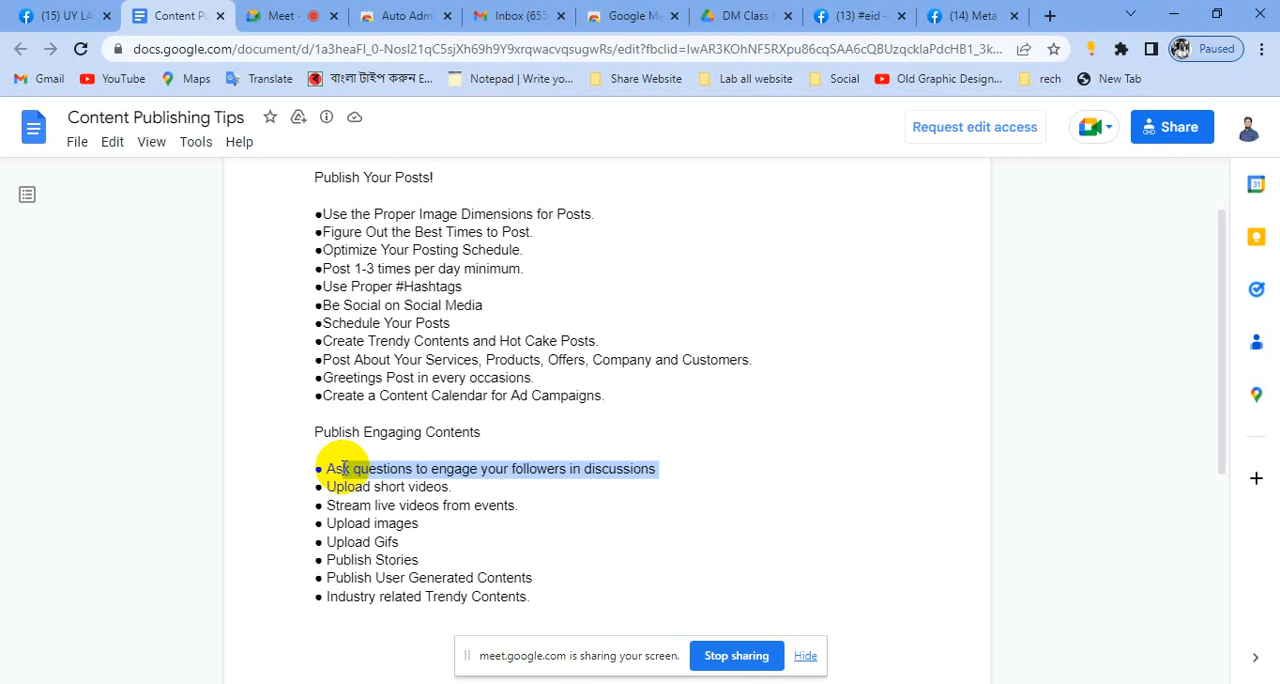 (15) UY LA
Content P
Meet -
Auto Adm
Inbox (655
Google M
DM Class
(13) #eid –
(14) Meta
docs.google.com/document/d/1a3heaFl_0-NosI21qC5sjXh69h9Y9xrqwacvqsugwRs/edit?fbclid=IwAR3KOhNF5RXpu86cqSAA6cQBUzqcklaPdcHB1_3k...
Paused
Gmail
YouTube
Maps
Translate
বাংলা টাইপ করুন E...
Notepad | Write yo...
Share Website
Lab all website
Social
Old Graphic Design...
rech
New Tab
Content Publishing Tips
File Edit View Tools Help
Request edit access
Share
Publish Your Posts!
●Use the Proper Image Dimensions for Posts.
●Figure Out the Best Times to Post.
●Optimize Your Posting Schedule.
●Post 1-3 times per day minimum.
●Use Proper #Hashtags
●Be Social on Social Media
●Schedule Your Posts
●Create Trendy Contents and Hot Cake Posts.
●Post About Your Services, Products, Offers, Company and Customers.
●Greetings Post in every occasions.
●Create a Content Calendar for Ad Campaigns.
Publish Engaging Contents
● Ask questions to engage your followers in discussions
● Upload short videos.
● Stream live videos from events.
● Upload images
● Upload Gifs
● Publish Stories
● Publish User Generated Contents
● Industry related Trendy Contents.
meet.google.com is sharing your screen.
Stop sharing
Hide
31